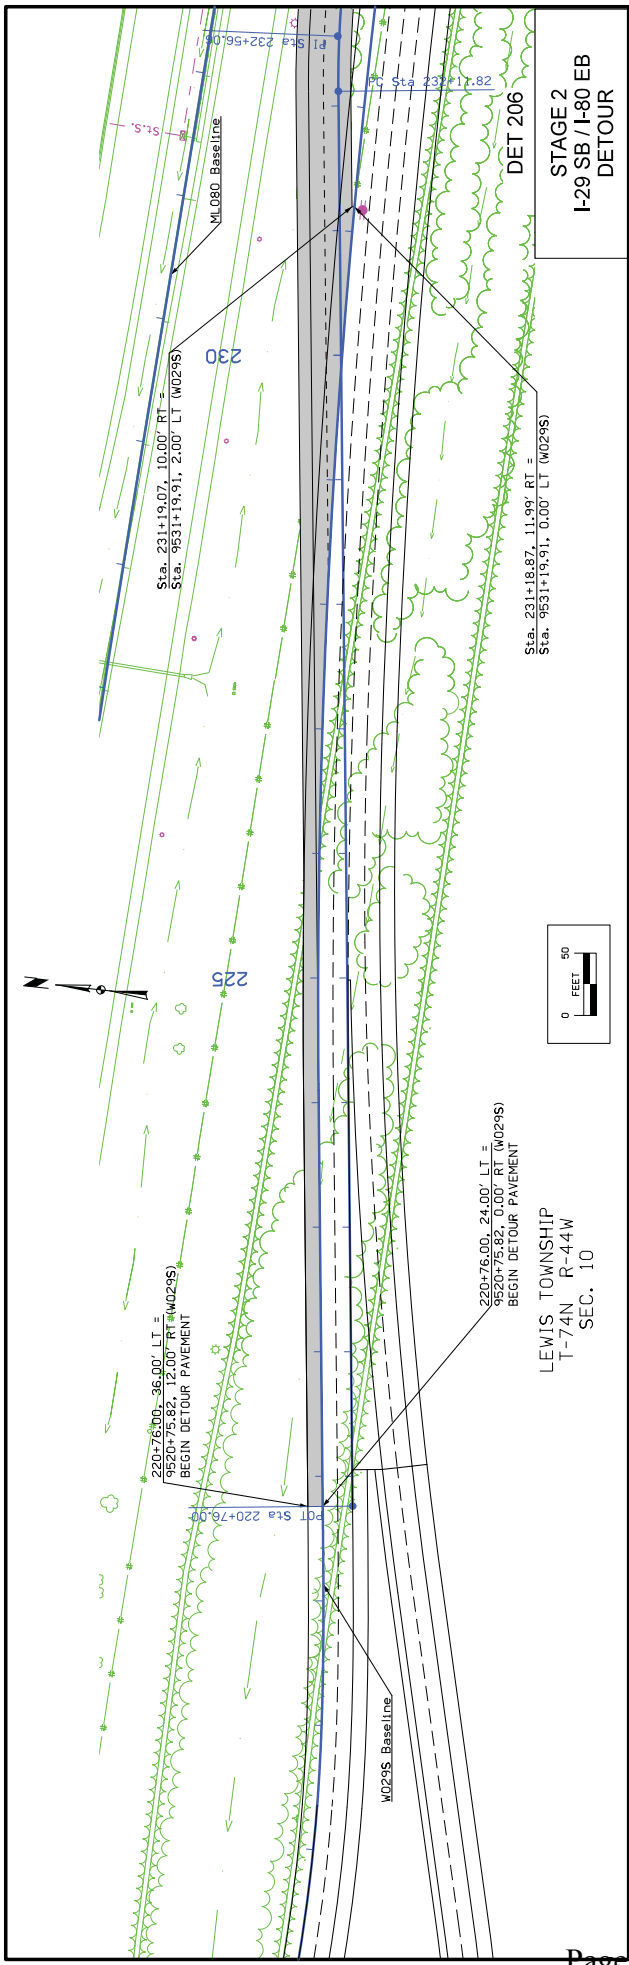 PI Sta 232+56.06
PC Sta 232+11.82
St.S.
ML080 Baseline
DET 206
STAGE 2
I-29 SB / I-80 EB
DETOUR
230
Sta. 231+19.07, 10.00' RT =
Sta. 9531+19.91, 2.00' LT (W029S)
Sta. 231+18.87, 11.99' RT =
Sta. 9531+19.91, 0.00' LT (W029S)
225
0
50
FEET
220+76.00, 24.00' LT =
9520+75.82, 0.00' RT (W029S)
BEGIN DETOUR PAVEMENT
LEWIS TOWNSHIP
T-74N R-44W
SEC. 10
220+76.00, 36.00' LT =
9520+75.82, 12.00' RT (W029S)
BEGIN DETOUR PAVEMENT
POT Sta 220+76.00
W029S Baseline
Page